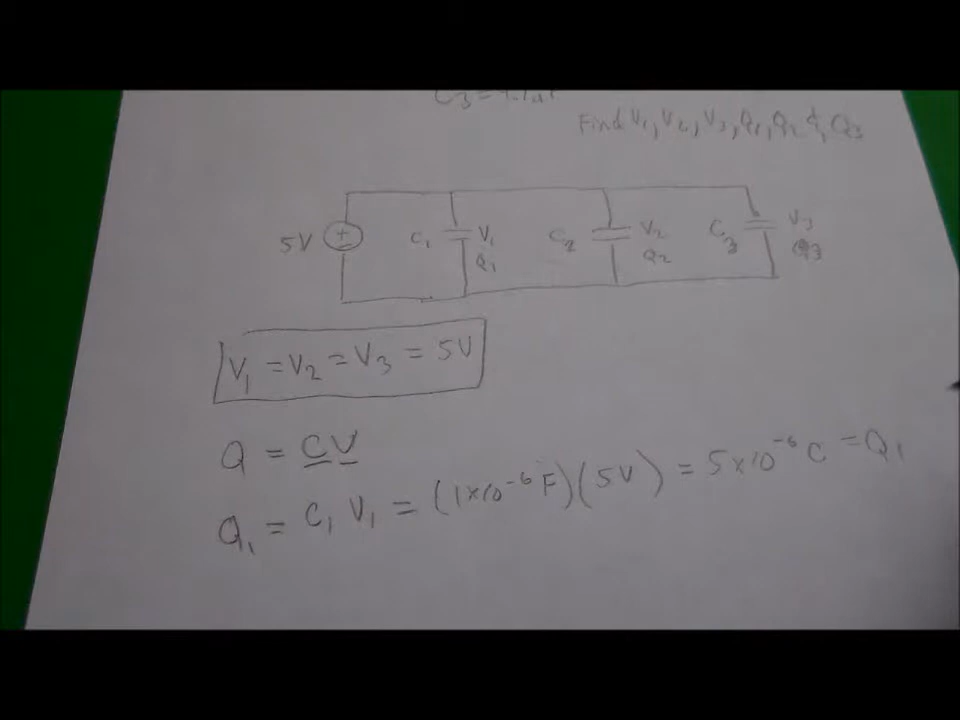 Find V₁, V₂, V₃, Q₁, Q₂ & Q₃
5V C₁ V₁ Q₁ C₂ V₂ Q₂ C₃ V₃ Q₃
V₁ = V₂ = V₃ = 5V
Q = CV
Q₁ = C₁ V₁ = (1×10⁻⁶ F)(5V) = 5×10⁻⁶ C = Q₁